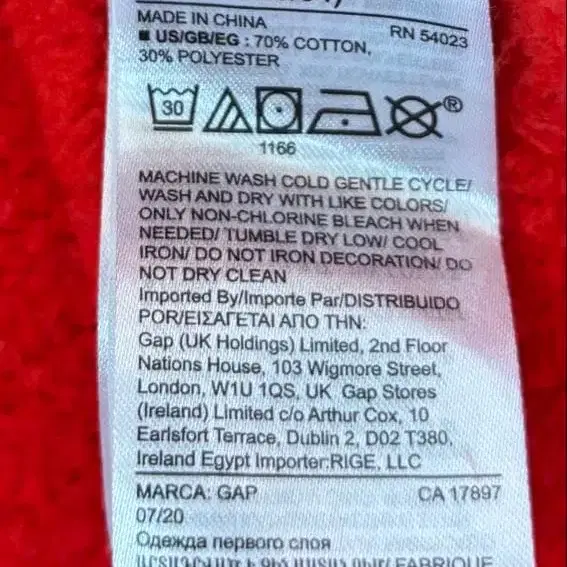 MADE IN CHINA RN 54023
US/GB/EG : 70% COTTON,
30% POLYESTER
30 ®
1166
MACHINE WASH COLD GENTLE CYCLE/
WASH AND DRY WITH LIKE COLORS/
ONLY NON-CHLORINE BLEACH WHEN
NEEDED/ TUMBLE DRY LOW/ COOL
IRON/ DO NOT IRON DECORATION/ DO
NOT DRY CLEAN
Imported By/Importe Par/DISTRIBUIDO
POR/ΕΙΣΑΓΕΤΑΙ ΑΠΟ ΤΗΝ:
Gap (UK Holdings) Limited, 2nd Floor
Nations House, 103 Wigmore Street,
London, W1U 1QS, UK Gap Stores
(Ireland) Limited c/o Arthur Cox, 10
Earlsfort Terrace, Dublin 2, D02 T380,
Ireland Egypt Importer:RIGE, LLC
MARCA: GAP CA 17897
07/20
Одежда первого слоя
FABRIQUE